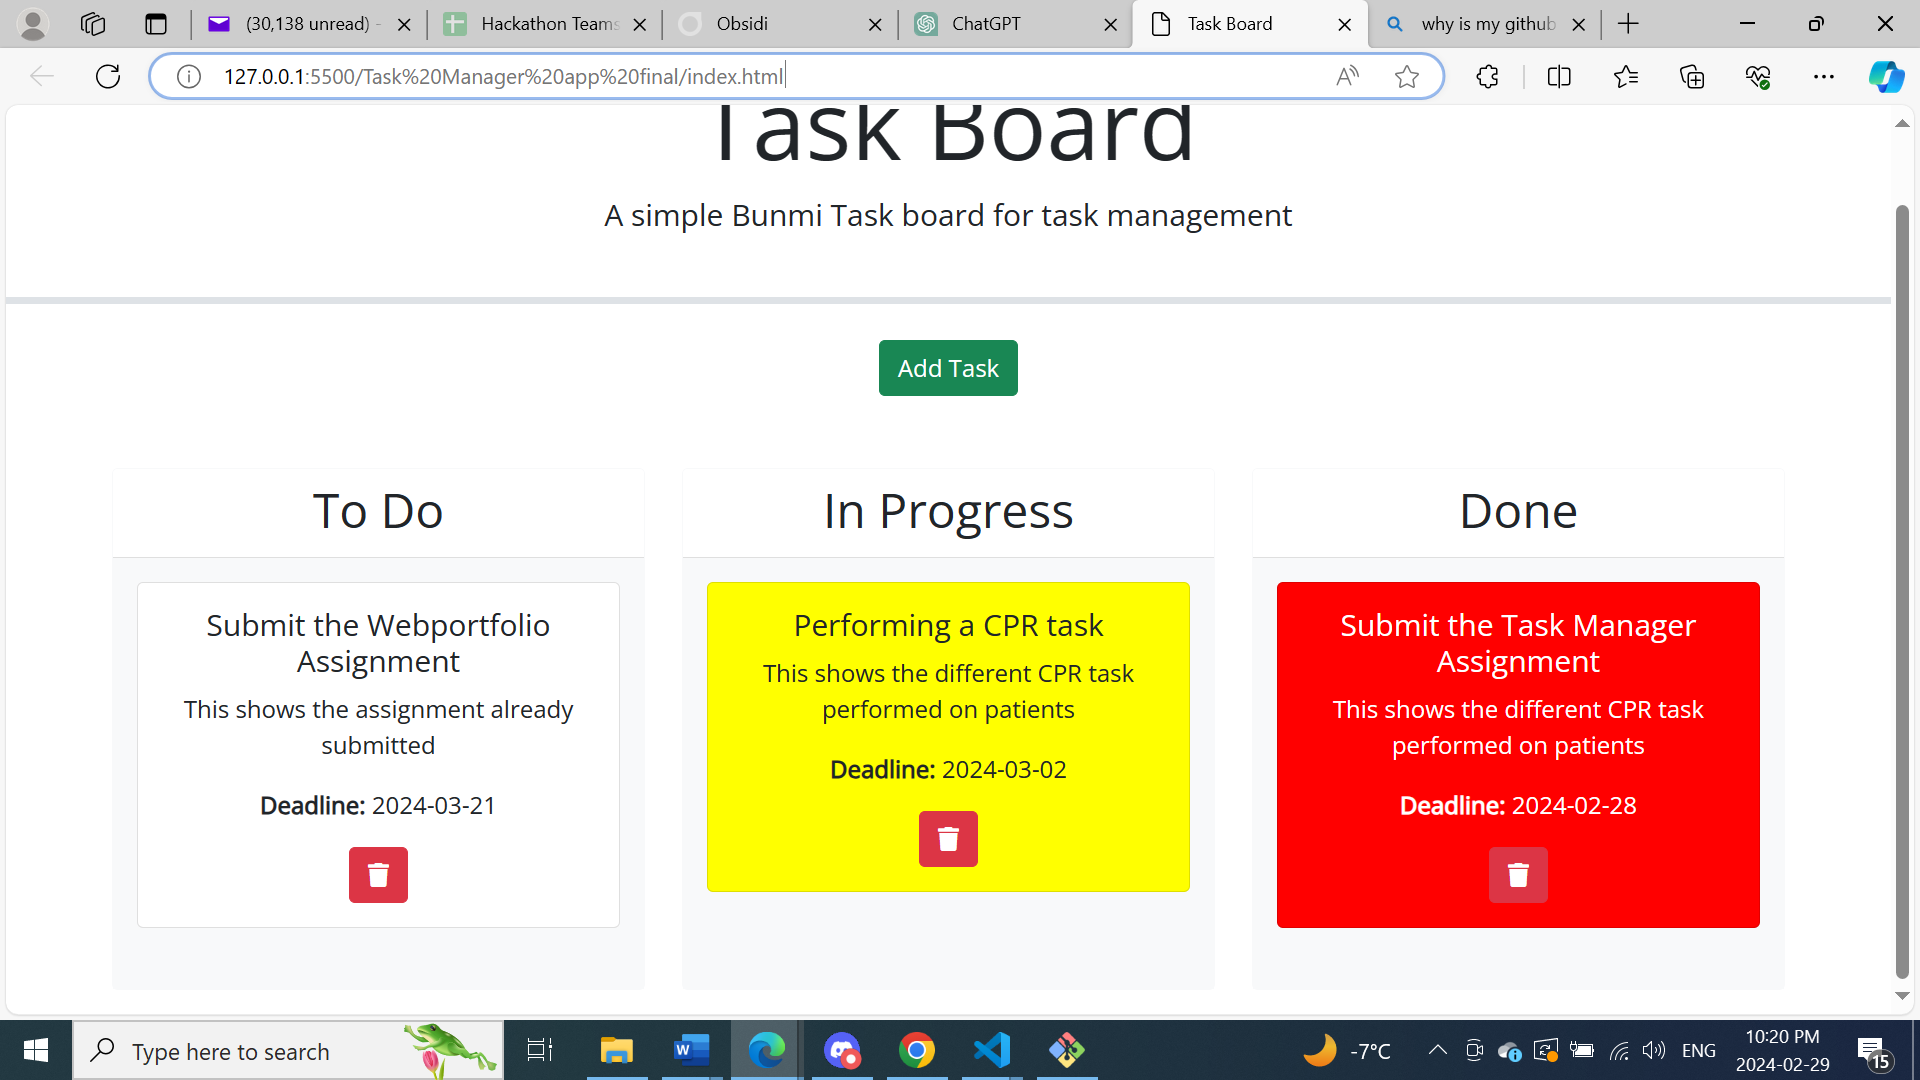 (30,138 unread) -
Hackathon Teams
Obsidi
ChatGPT
Task Board
why is my github
127.0.0.1:5500/Task%20Manager%20app%20final/index.html
Task Board
A simple Bunmi Task board for task management
Add Task
To Do
In Progress
Done
Submit the Webportfolio
Assignment
This shows the assignment already
submitted
Deadline: 2024-03-21
Performing a CPR task
This shows the different CPR task
performed on patients
Deadline: 2024-03-02
Submit the Task Manager
Assignment
This shows the different CPR task
performed on patients
Deadline: 2024-02-28
Type here to search
-7°C
ENG
10:20 PM
2024-02-29
15